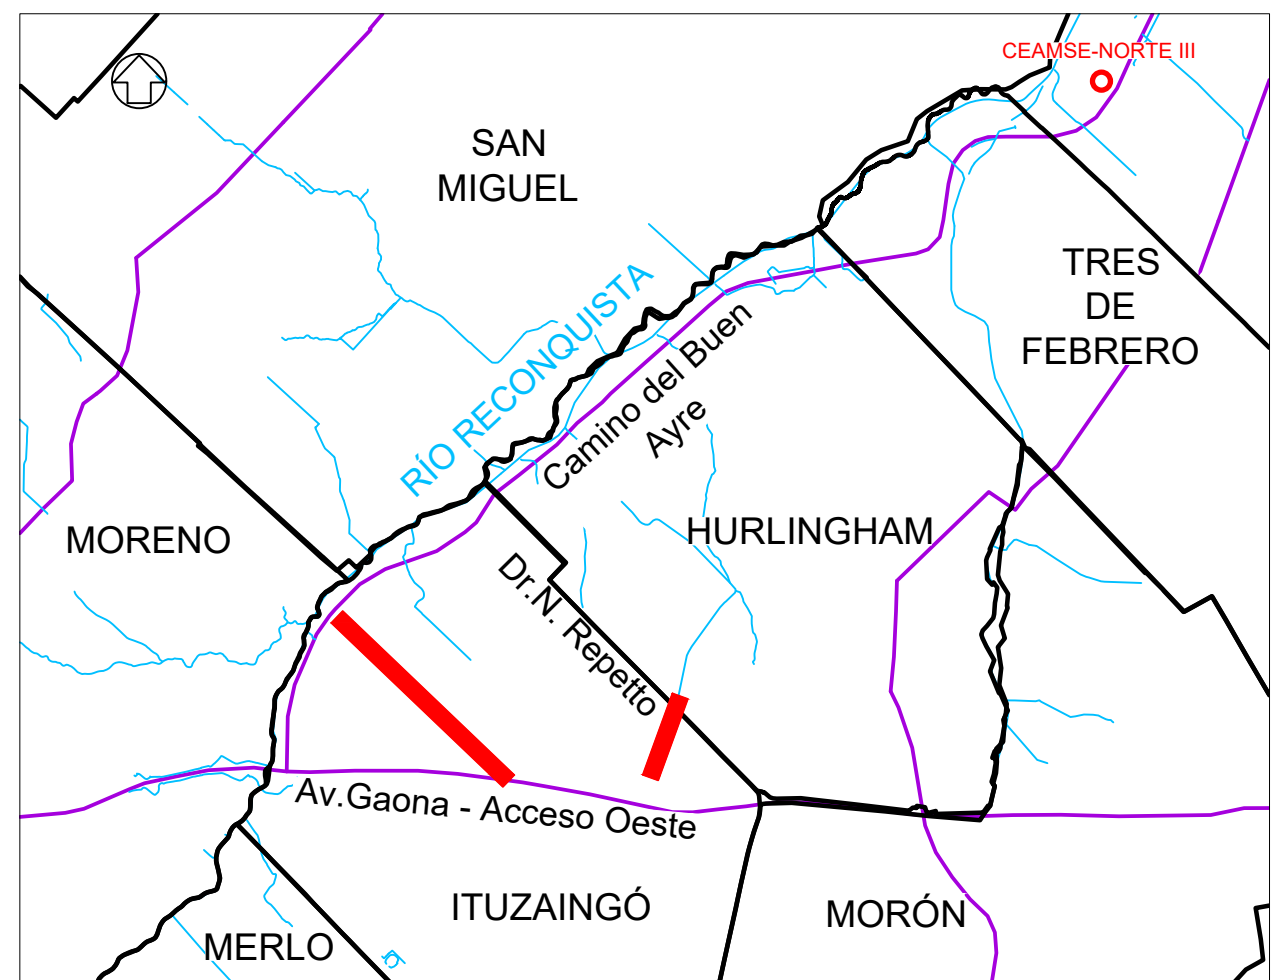 CEAMSE-NORTE III
SAN
MIGUEL
TRES
DE
FEBRERO
RÍO RECONQUISTA
Camino del Buen
Ayre
MORENO
HURLINGHAM
Dr.N. Repetto
Av.Gaona - Acceso Oeste
ITUZAINGÓ
MORÓN
MERLO